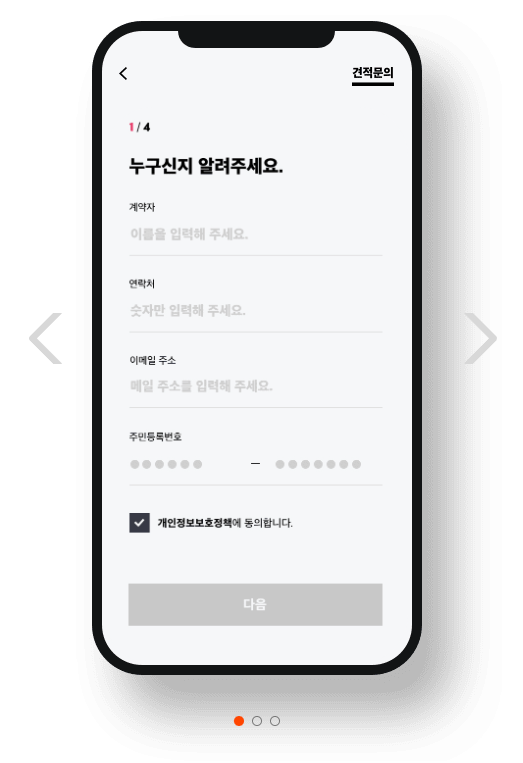 견적문의
1 / 4
누구신지 알려주세요.
계약자
이름을 입력해 주세요.
연락처
숫자만 입력해 주세요.
이메일 주소
메일 주소를 입력해 주세요.
주민등록번호
●●●●●● – ●●●●●●●
개인정보보호정책에 동의합니다.
다음